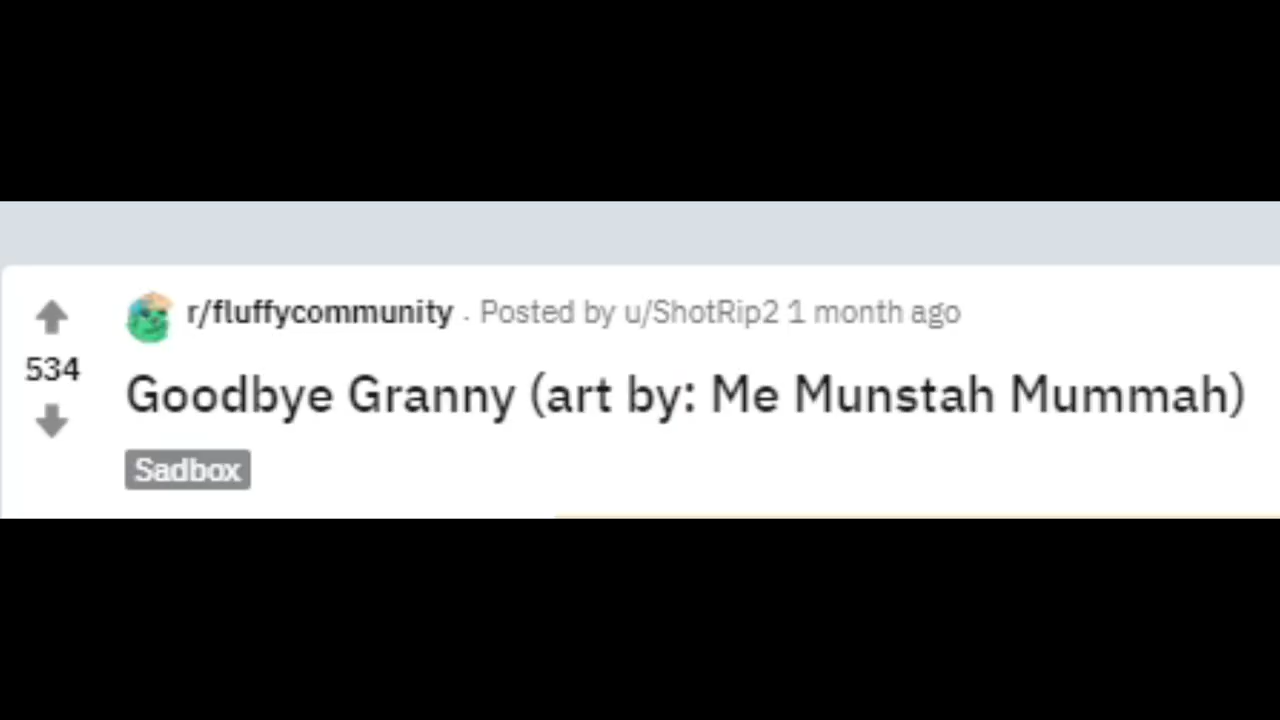 r/fluffycommunity . Posted by u/ShotRip2 1 month ago
534
Goodbye Granny (art by: Me Munstah Mummah)
Sadbox